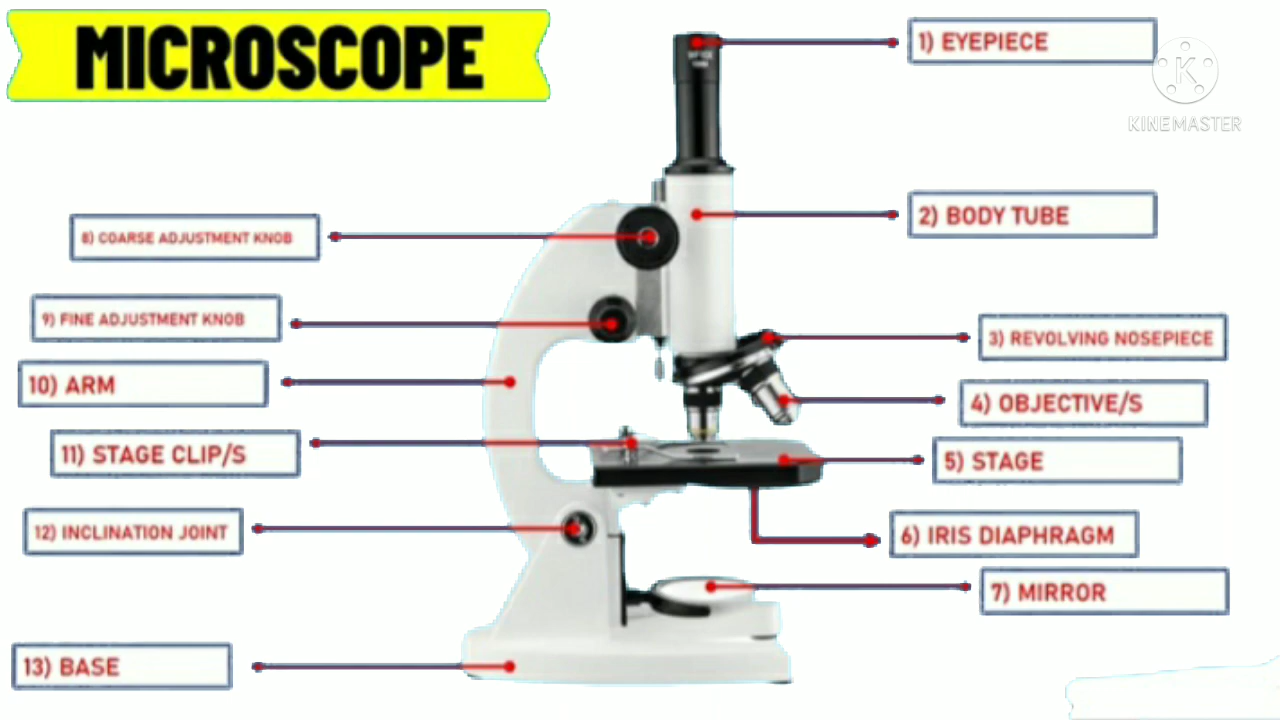 MICROSCOPE
1) EYEPIECE
KINEMASTER
2) BODY TUBE
3) REVOLVING NOSEPIECE
4) OBJECTIVE/S
5) STAGE
6) IRIS DIAPHRAGM
7) MIRROR
8) COARSE ADJUSTMENT KNOB
9) FINE ADJUSTMENT KNOB
10) ARM
11) STAGE CLIP/S
12) INCLINATION JOINT
13) BASE